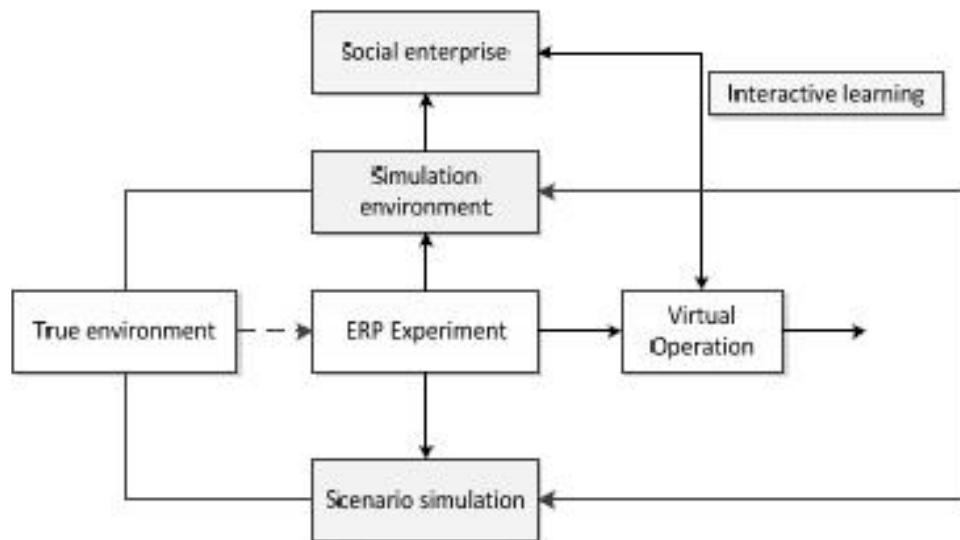 Social enterprise
Interactive learning
Simulation
environment
True environment
ERP Experiment
Virtual
Operation
Scenario simulation